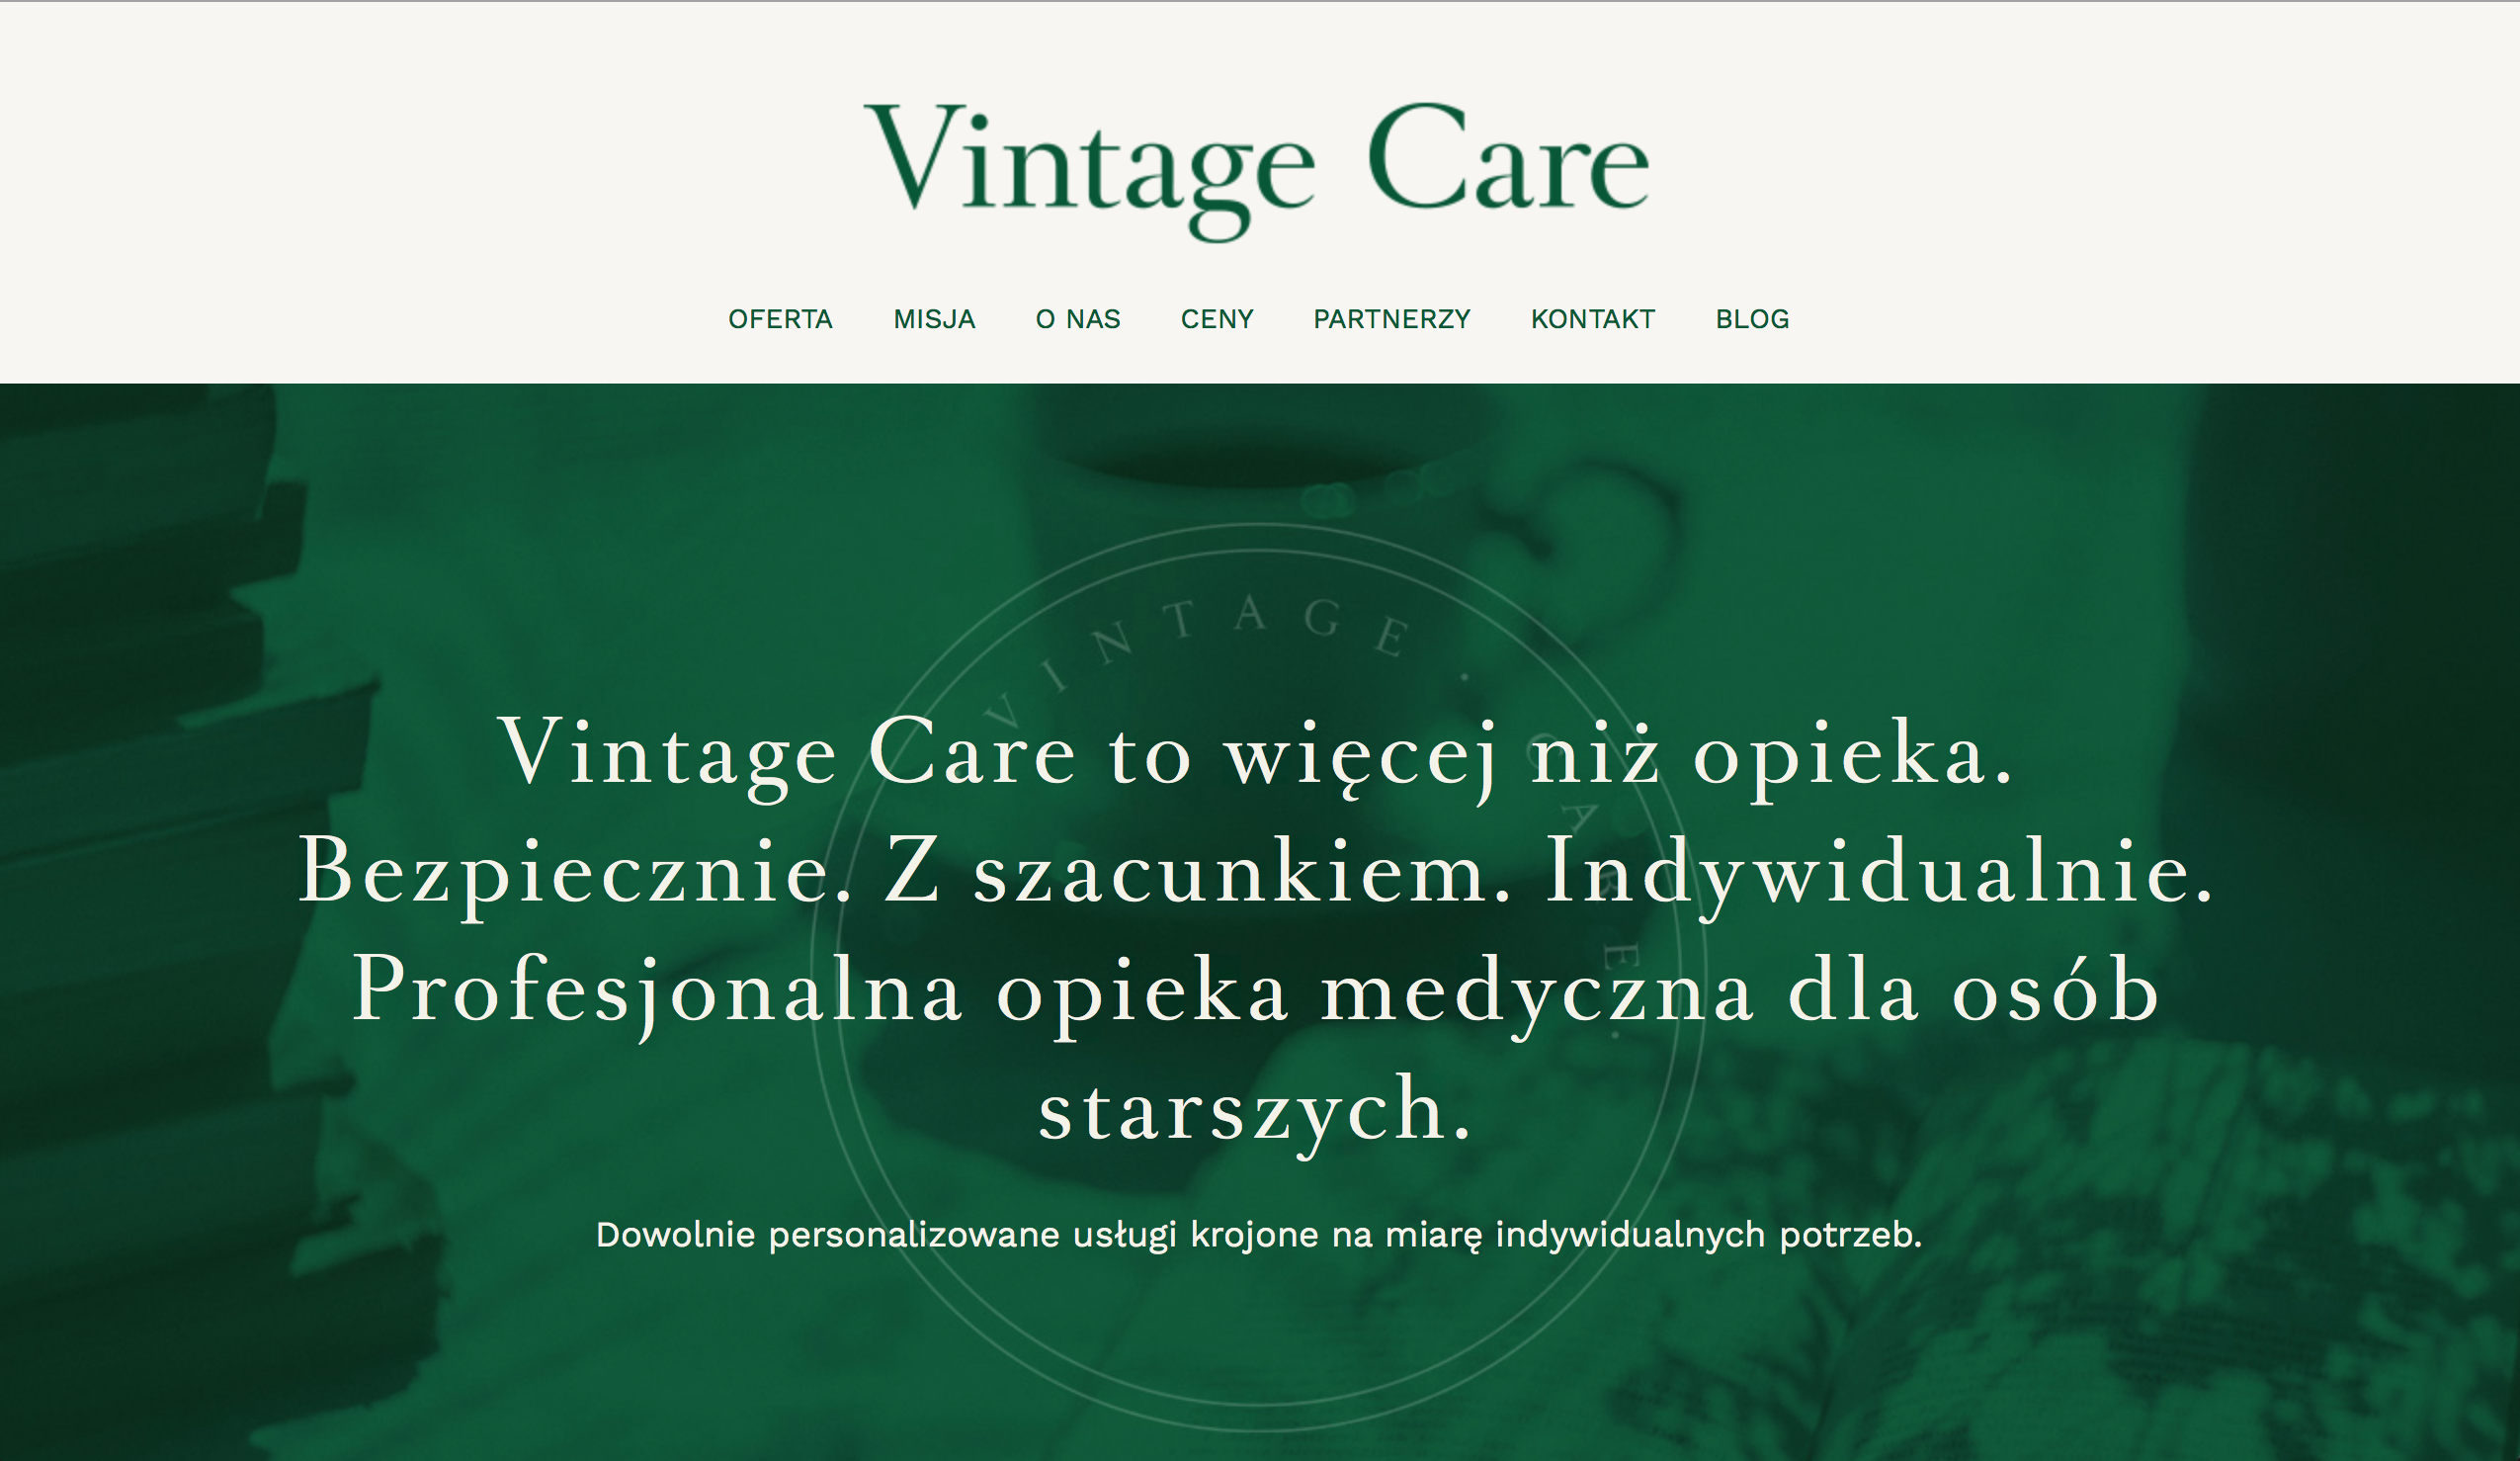 Vintage Care
OFERTA MISJA O NAS CENY PARTNERZY KONTAKT BLOG
VINTAGE · CARE ·
Vintage Care to więcej niż opieka.
Bezpiecznie. Z szacunkiem. Indywidualnie.
Profesjonalna opieka medyczna dla osób
starszych.
Dowolnie personalizowane usługi krojone na miarę indywidualnych potrzeb.